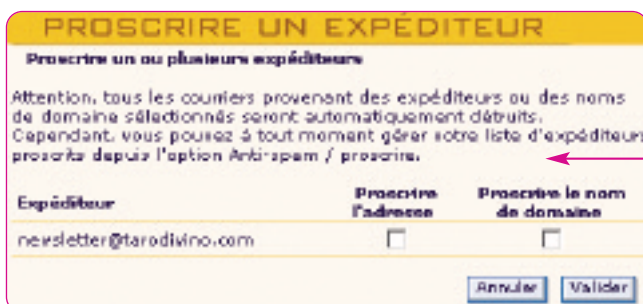 PROSCRIRE UN EXPÉDITEUR
Proscrire un ou plusieurs expéditeurs
Attention, tous les courriers provenant des expéditeurs ou des noms
de domaine sélectionnés seront automatiquement détruits.
Cependant, vous pouvez à tout moment gérer votre liste d'expéditeurs
proscrits depuis l'option Anti-spam / proscrire.
Expéditeur
Proscrire
l'adresse
Proscrire le nom
de domaine
newsletter@tarodivino.com
Annuler
Valider